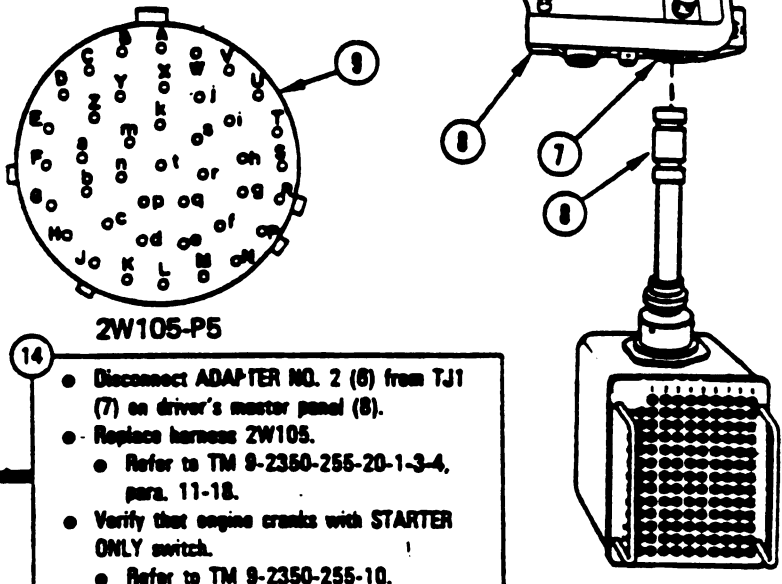 B A
C W V
D Y X U
Z j
E k i T
m s
F a t h S
n r
b g R
G p q
c f
H d e P
J N
K L M
9
8
7
2W105-P5
14
• Disconnect ADAPTER NO. 2 (6) from TJ1
(7) on driver's master panel (8).
• Replace harness 2W105.
• Refer to TM 9-2350-255-20-1-3-4,
para. 11-18.
• Verify that engine cranks with STARTER
ONLY switch.
• Refer to TM 9-2350-255-10.